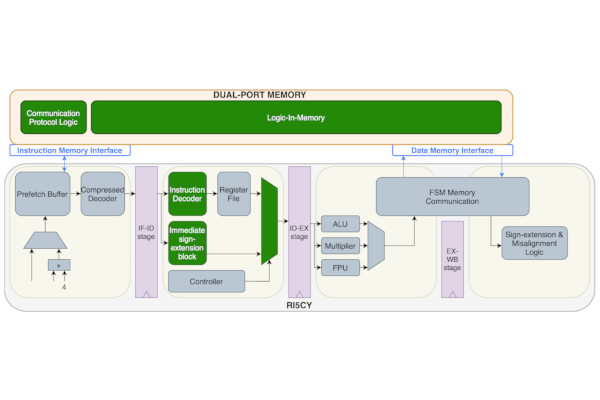 DUAL-PORT MEMORY
Communication
Protocol Logic
Logic-In-Memory
Instruction Memory Interface
Data Memory Interface
Prefetch Buffer
Compressed
Decoder
IF-ID
stage
Instruction
Decoder
Register
File
Immediate
sign-
extension
block
Controller
ID-EX
stage
ALU
Multiplier
FPU
FSM Memory
Communication
EX-
WB
stage
Sign-extension &
Misalignment
Logic
+
4
RI5CY